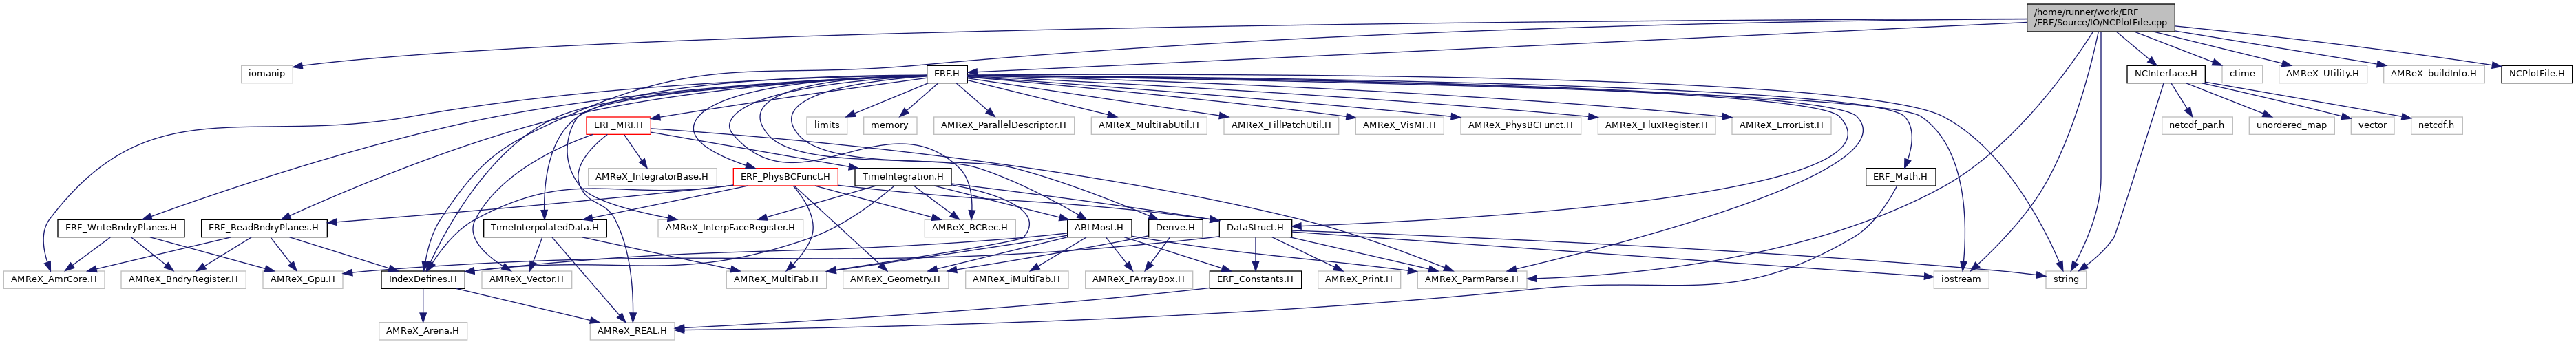 /home/runner/work/ERF
/ERF/Source/IO/NCPlotFile.cpp
iomanip
ERF.H
NCInterface.H
ctime
AMReX_Utility.H
AMReX_buildInfo.H
NCPlotFile.H
ERF_MRI.H
limits
memory
AMReX_ParallelDescriptor.H
AMReX_MultiFabUtil.H
AMReX_FillPatchUtil.H
AMReX_VisMF.H
AMReX_PhysBCFunct.H
AMReX_FluxRegister.H
AMReX_ErrorList.H
netcdf_par.h
unordered_map
vector
netcdf.h
AMReX_IntegratorBase.H
ERF_PhysBCFunct.H
TimeIntegration.H
ERF_Math.H
ERF_WriteBndryPlanes.H
ERF_ReadBndryPlanes.H
TimeInterpolatedData.H
AMReX_InterpFaceRegister.H
AMReX_BCRec.H
ABLMost.H
Derive.H
DataStruct.H
AMReX_AmrCore.H
AMReX_BndryRegister.H
AMReX_Gpu.H
IndexDefines.H
AMReX_Vector.H
AMReX_MultiFab.H
AMReX_Geometry.H
AMReX_iMultiFab.H
AMReX_FArrayBox.H
ERF_Constants.H
AMReX_Print.H
AMReX_ParmParse.H
iostream
string
AMReX_Arena.H
AMReX_REAL.H